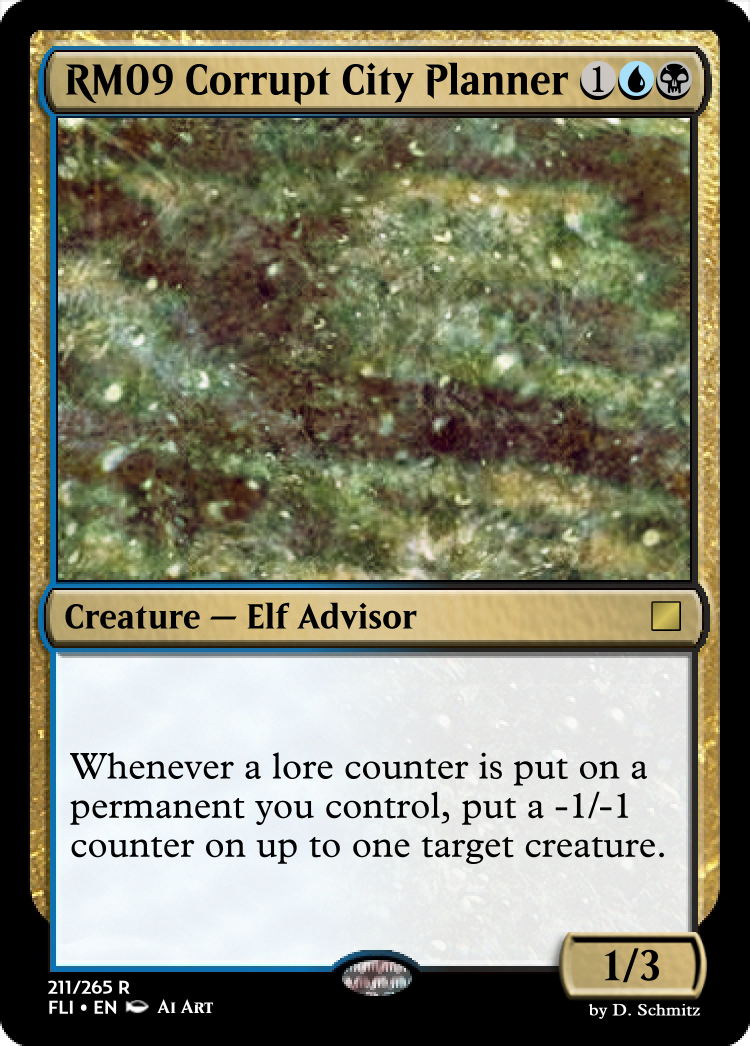 RM09 Corrupt City Planner 1
Creature — Elf Advisor
Whenever a lore counter is put on a
permanent you control, put a -1/-1
counter on up to one target creature.
1/3
211/265 R
FLI • EN AI ART
by D. Schmitz